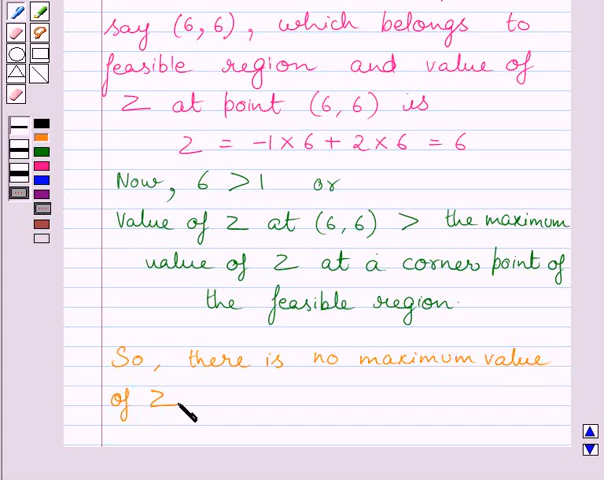 say (6,6), which belongs to
feasible region and value of
Z at point (6,6) is
Z = -1 × 6 + 2 × 6 = 6
Now, 6 > 1 or
Value of Z at (6,6) > the maximum
value of Z at a corner point of
the feasible region.
So, there is no maximum value
of Z